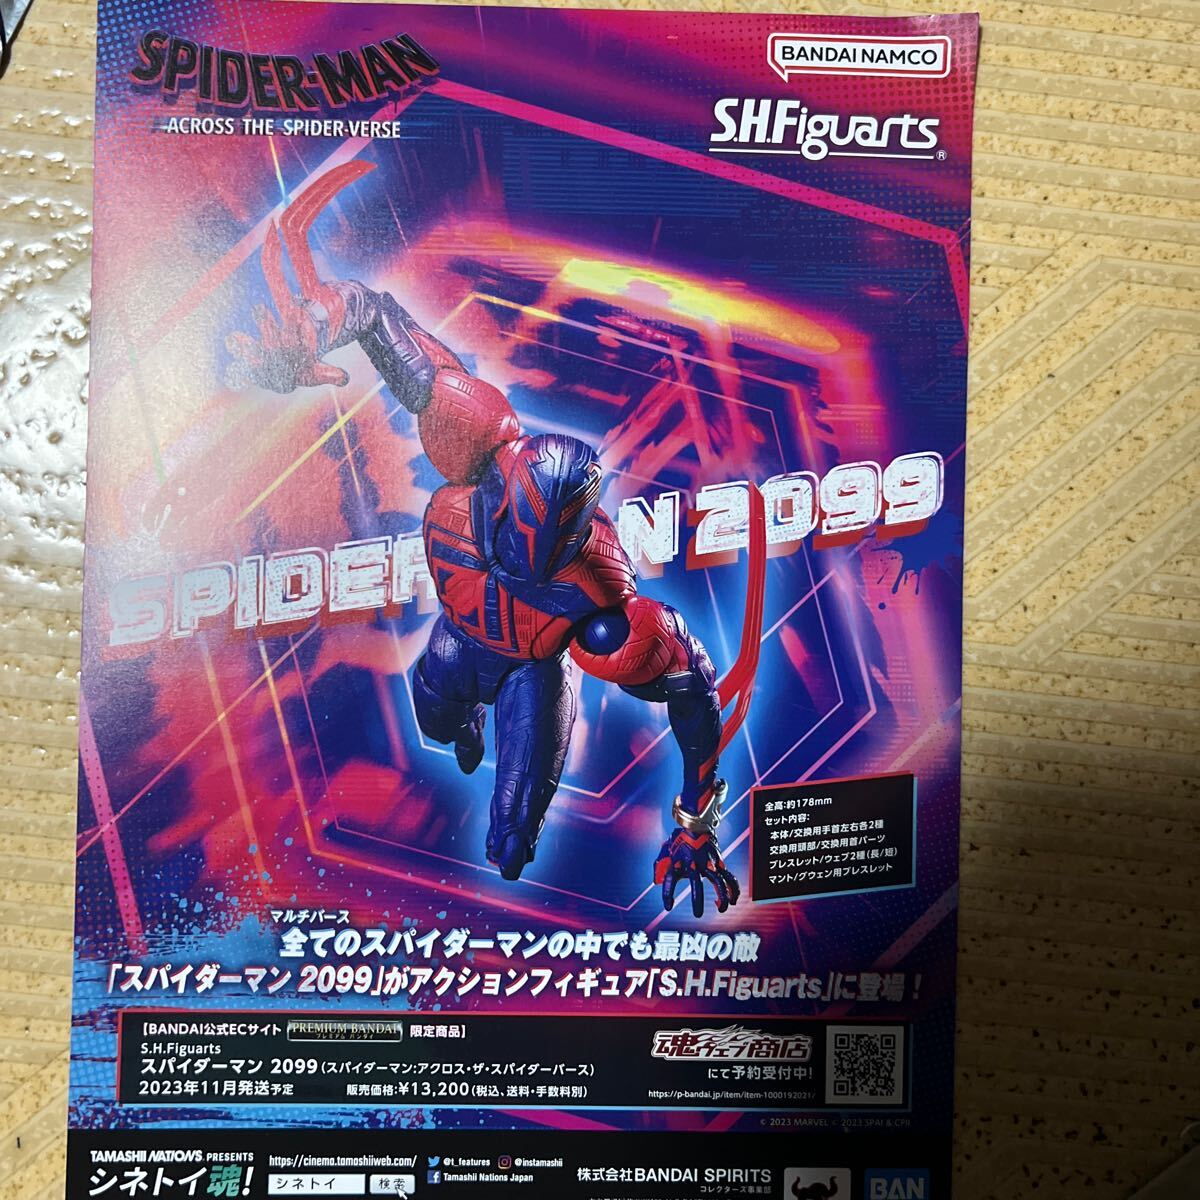 SPIDER-MAN
ACROSS THE SPIDER-VERSE
BANDAI NAMCO
S.H.Figuarts®
SPIDER N 2099
全高:約178mm
セット内容:
本体/交換用手首左右各2種
交換用頭部/交換用首パーツ
ブレスレット/ウェブ2種(長/短)
マント/グウェン用ブレスレット
マルチバース
全てのスパイダーマンの中でも最凶の敵
「スパイダーマン 2099」がアクションフィギュア「S.H.Figuarts」に登場!
【BANDAI公式ECサイト PREMIUM BANDAI プレミアム バンダイ 限定商品】
S.H.Figuarts
スパイダーマン 2099(スパイダーマン:アクロス・ザ・スパイダーバース)
2023年11月発送予定 販売価格:¥13,200(税込、送料・手数料別)
魂ウェブ商店
にて予約受付中!
https://p-bandai.jp/item/item-1000192021/
© 2023 MARVEL © 2023 SPAI & CPII
TAMASHII NATIONS PRESENTS
シネトイ魂!
https://cinema.tamashiiweb.com/
シネトイ 検索
@t_features @instamashii
Tamashii Nations Japan
株式会社BANDAI SPIRITS
コレクターズ事業部
BAN